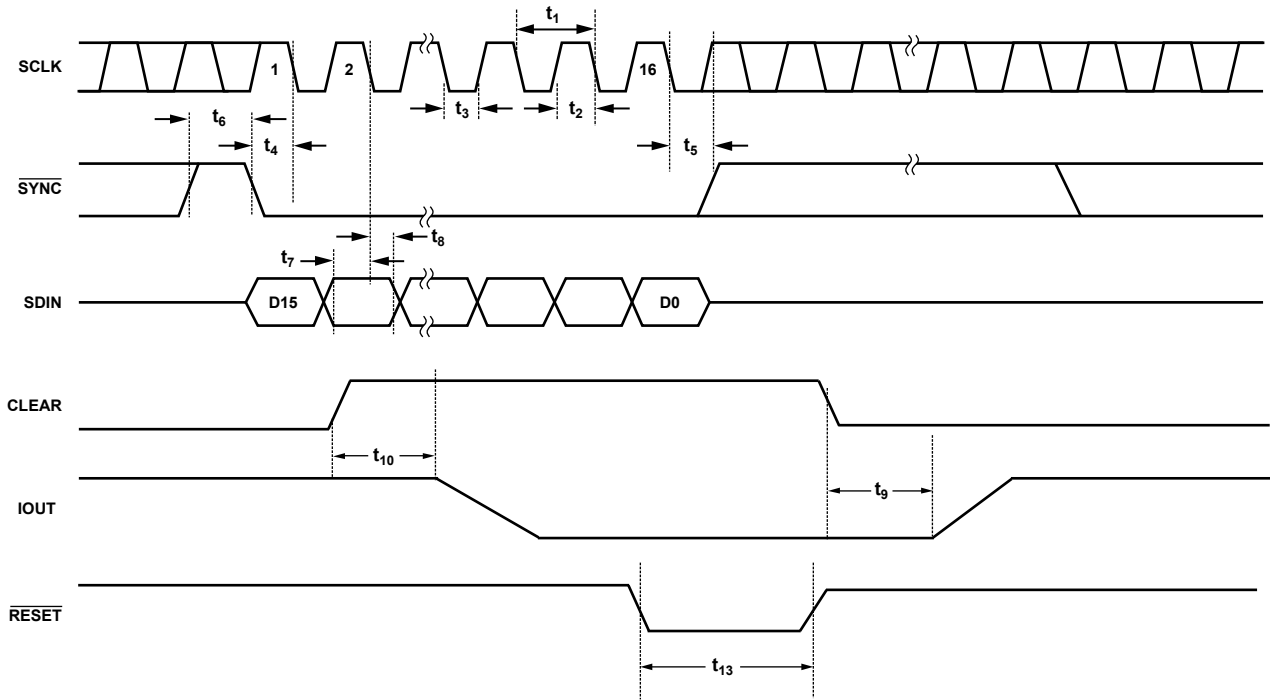 t1
SCLK
1
2
16
t3
t2
t6
t4
t5
SYNC
t8
t7
SDIN
D15
D0
CLEAR
t10
t9
IOUT
RESET
t13